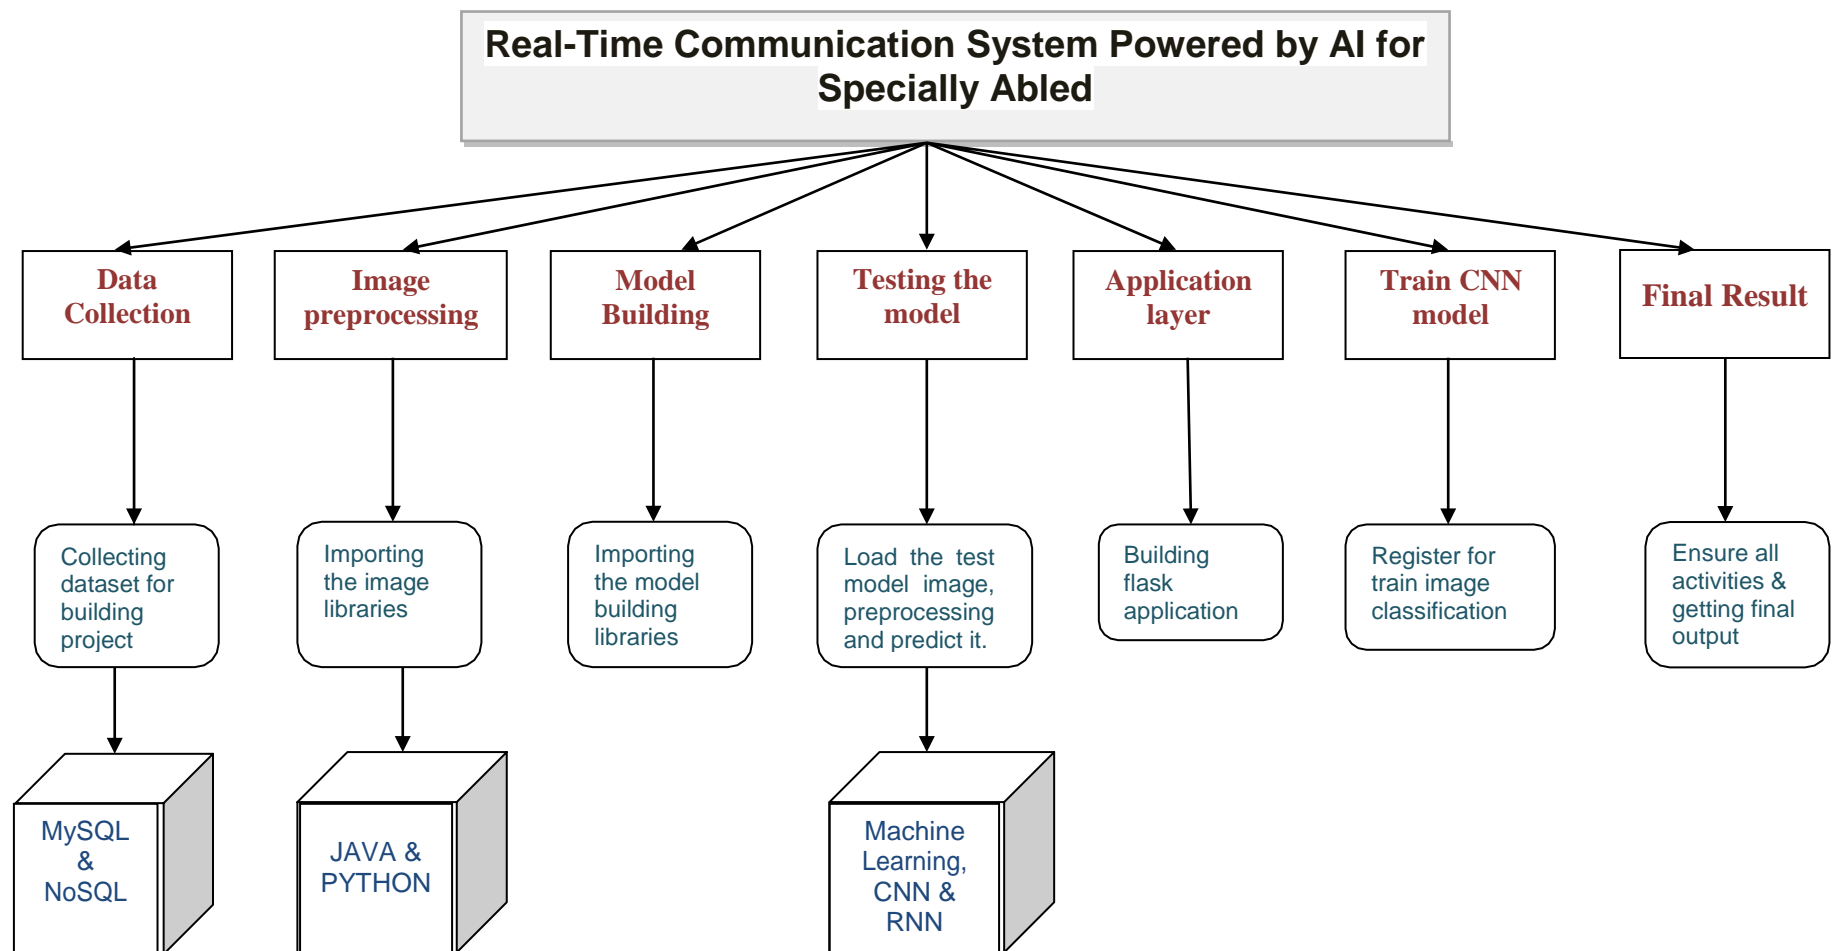 Real-Time Communication System Powered by AI for
Specially Abled
Data
Collection
Image
preprocessing
Model
Building
Testing the
model
Application
layer
Train CNN
model
Final Result
Collecting
dataset for
building
project
Importing
the image
libraries
Importing
the model
building
libraries
Load the test
model image,
preprocessing
and predict it.
Building
flask
application
Register for
train image
classification
Ensure all
activities &
getting final
output
MySQL
&
NoSQL
JAVA &
PYTHON
Machine
Learning,
CNN &
RNN